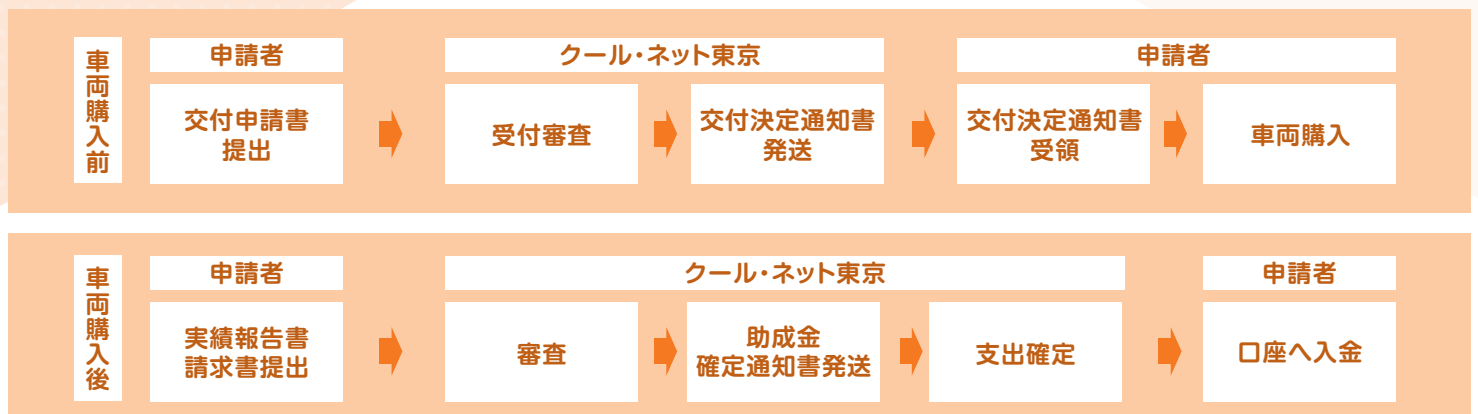 車両購入前
申請者
クール・ネット東京
申請者
交付申請書
提出
受付審査
交付決定通知書
発送
交付決定通知書
受領
車両購入
車両購入後
申請者
クール・ネット東京
申請者
実績報告書
請求書提出
審査
助成金
確定通知書発送
支出確定
口座へ入金